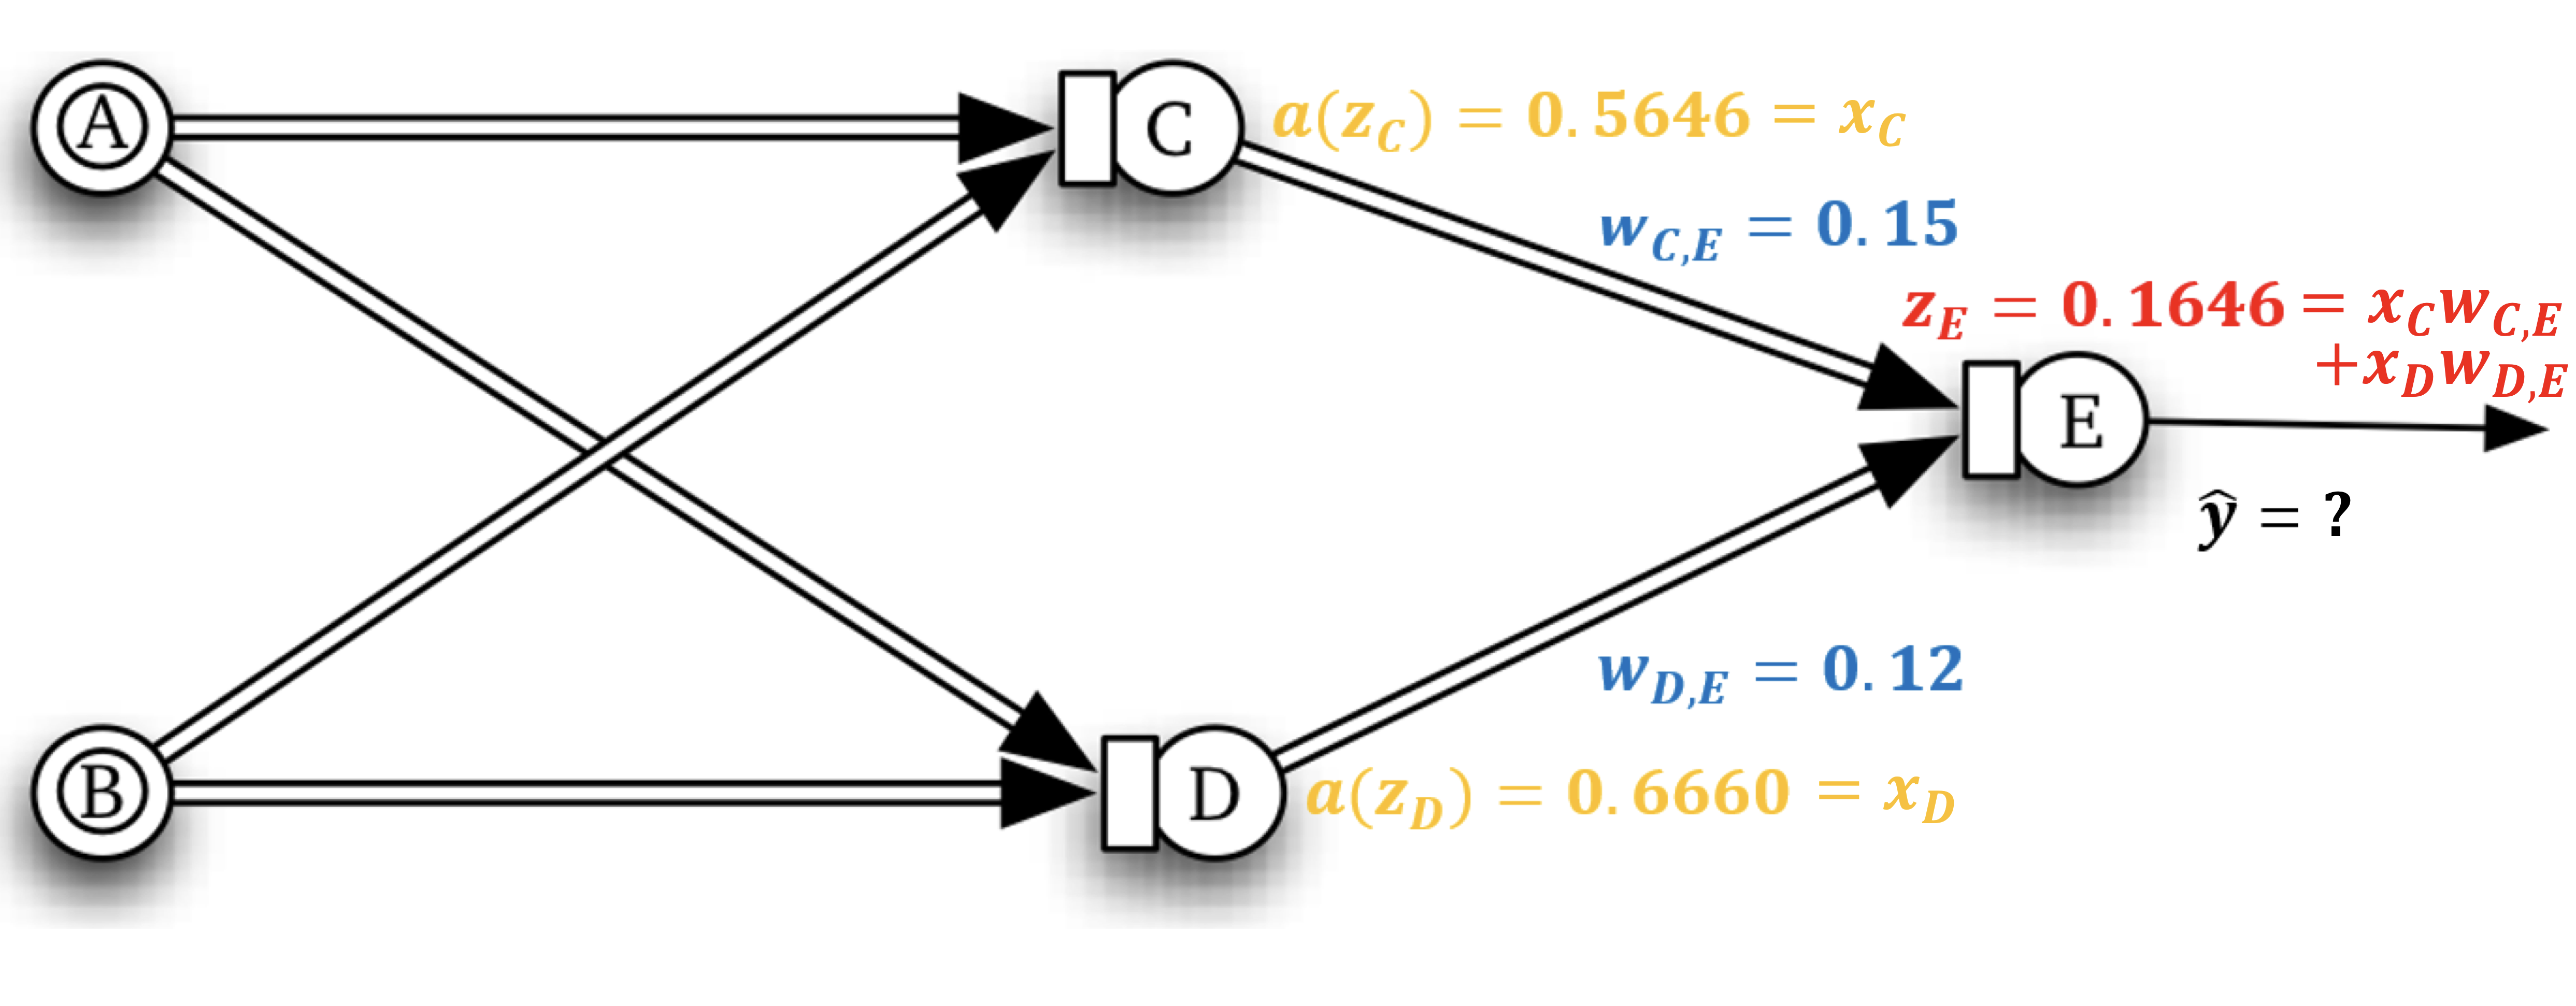 A
C
a(z_C) = 0.5646 = x_C
w_{C,E} = 0.15
z_E = 0.1646 = x_C w_{C,E}
+x_D w_{D,E}
E
ŷ = ?
w_{D,E} = 0.12
B
D
a(z_D) = 0.6660 = x_D